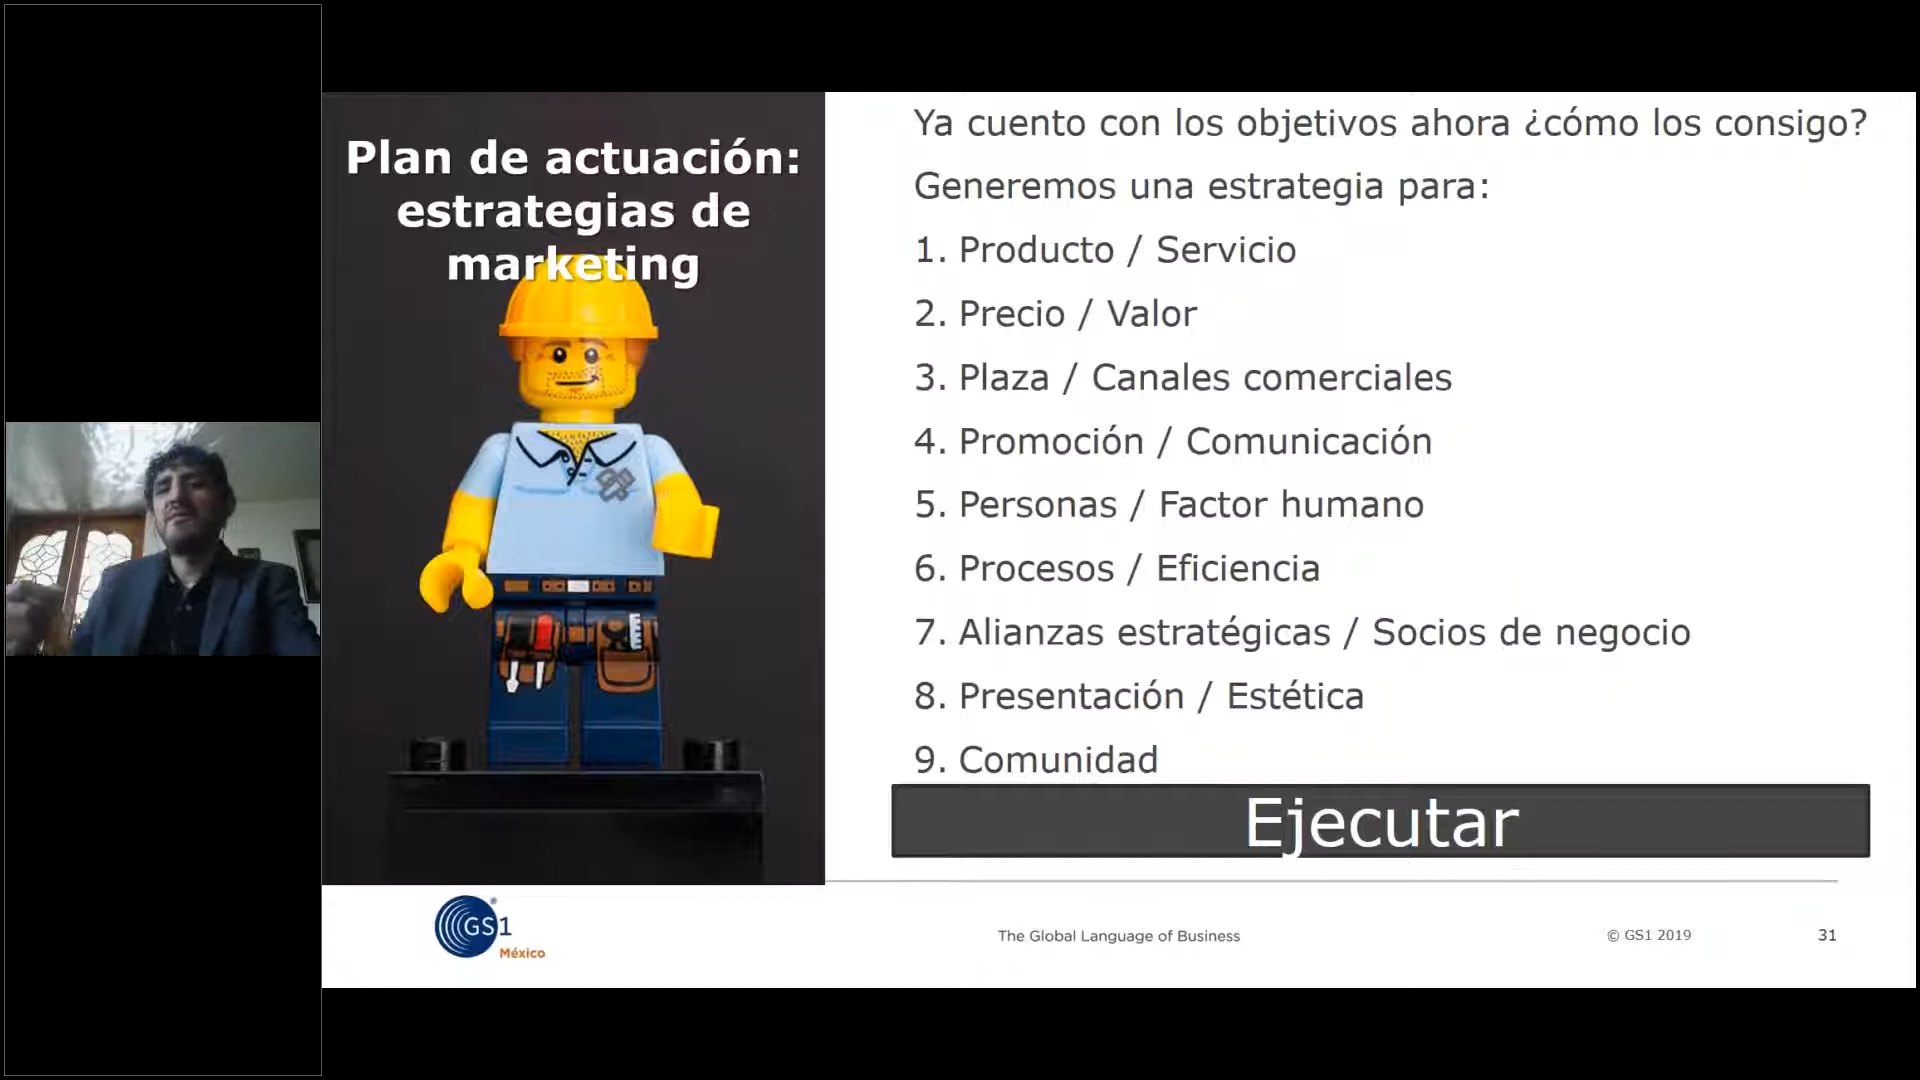 Plan de actuación:
estrategias de
marketing
Ya cuento con los objetivos ahora ¿cómo los consigo?
Generemos una estrategia para:
1. Producto / Servicio
2. Precio / Valor
3. Plaza / Canales comerciales
4. Promoción / Comunicación
5. Personas / Factor humano
6. Procesos / Eficiencia
7. Alianzas estratégicas / Socios de negocio
8. Presentación / Estética
9. Comunidad
Ejecutar
GS1®
México
The Global Language of Business
© GS1 2019
31